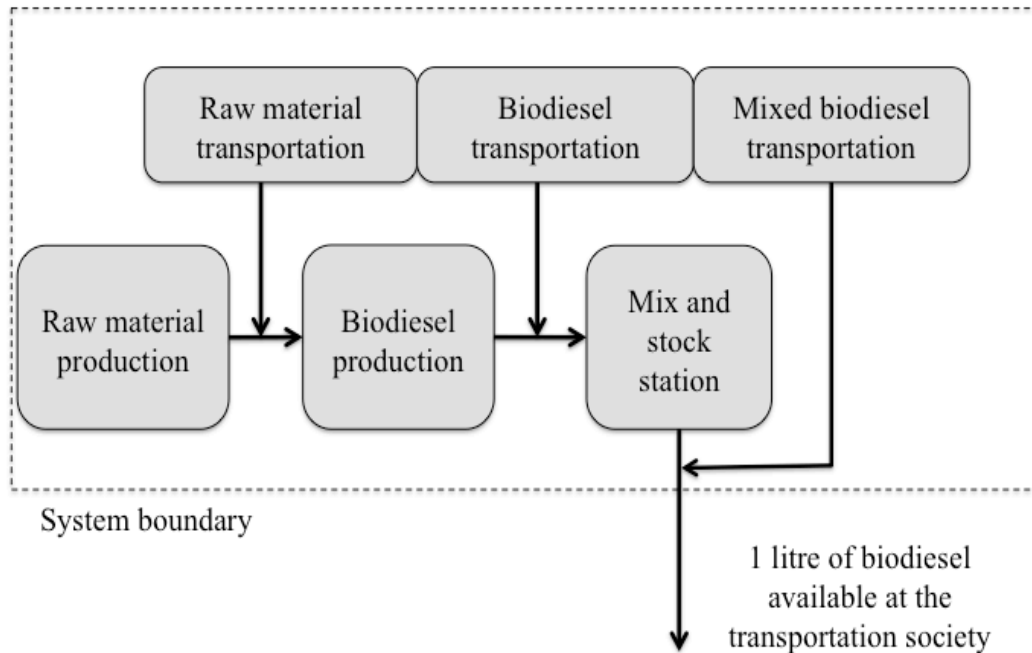 Raw material
transportation
Biodiesel
transportation
Mixed biodiesel
transportation
Raw material
production
Biodiesel
production
Mix and
stock
station
System boundary
1 litre of biodiesel
available at the
transportation society